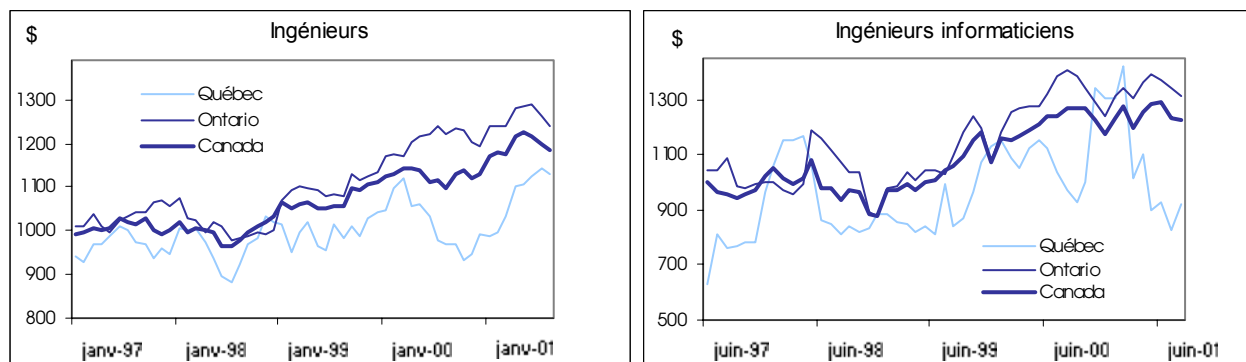 Ingénieurs
$
Québec
Ontario
Canada
1300
1200
1100
1000
900
800
janv-97
janv-98
janv-99
janv-00
janv-01
Ingénieurs informaticiens
$
1300
1100
900
700
500
Québec
Ontario
Canada
juin-97
juin-98
juin-99
juin-00
juin-01